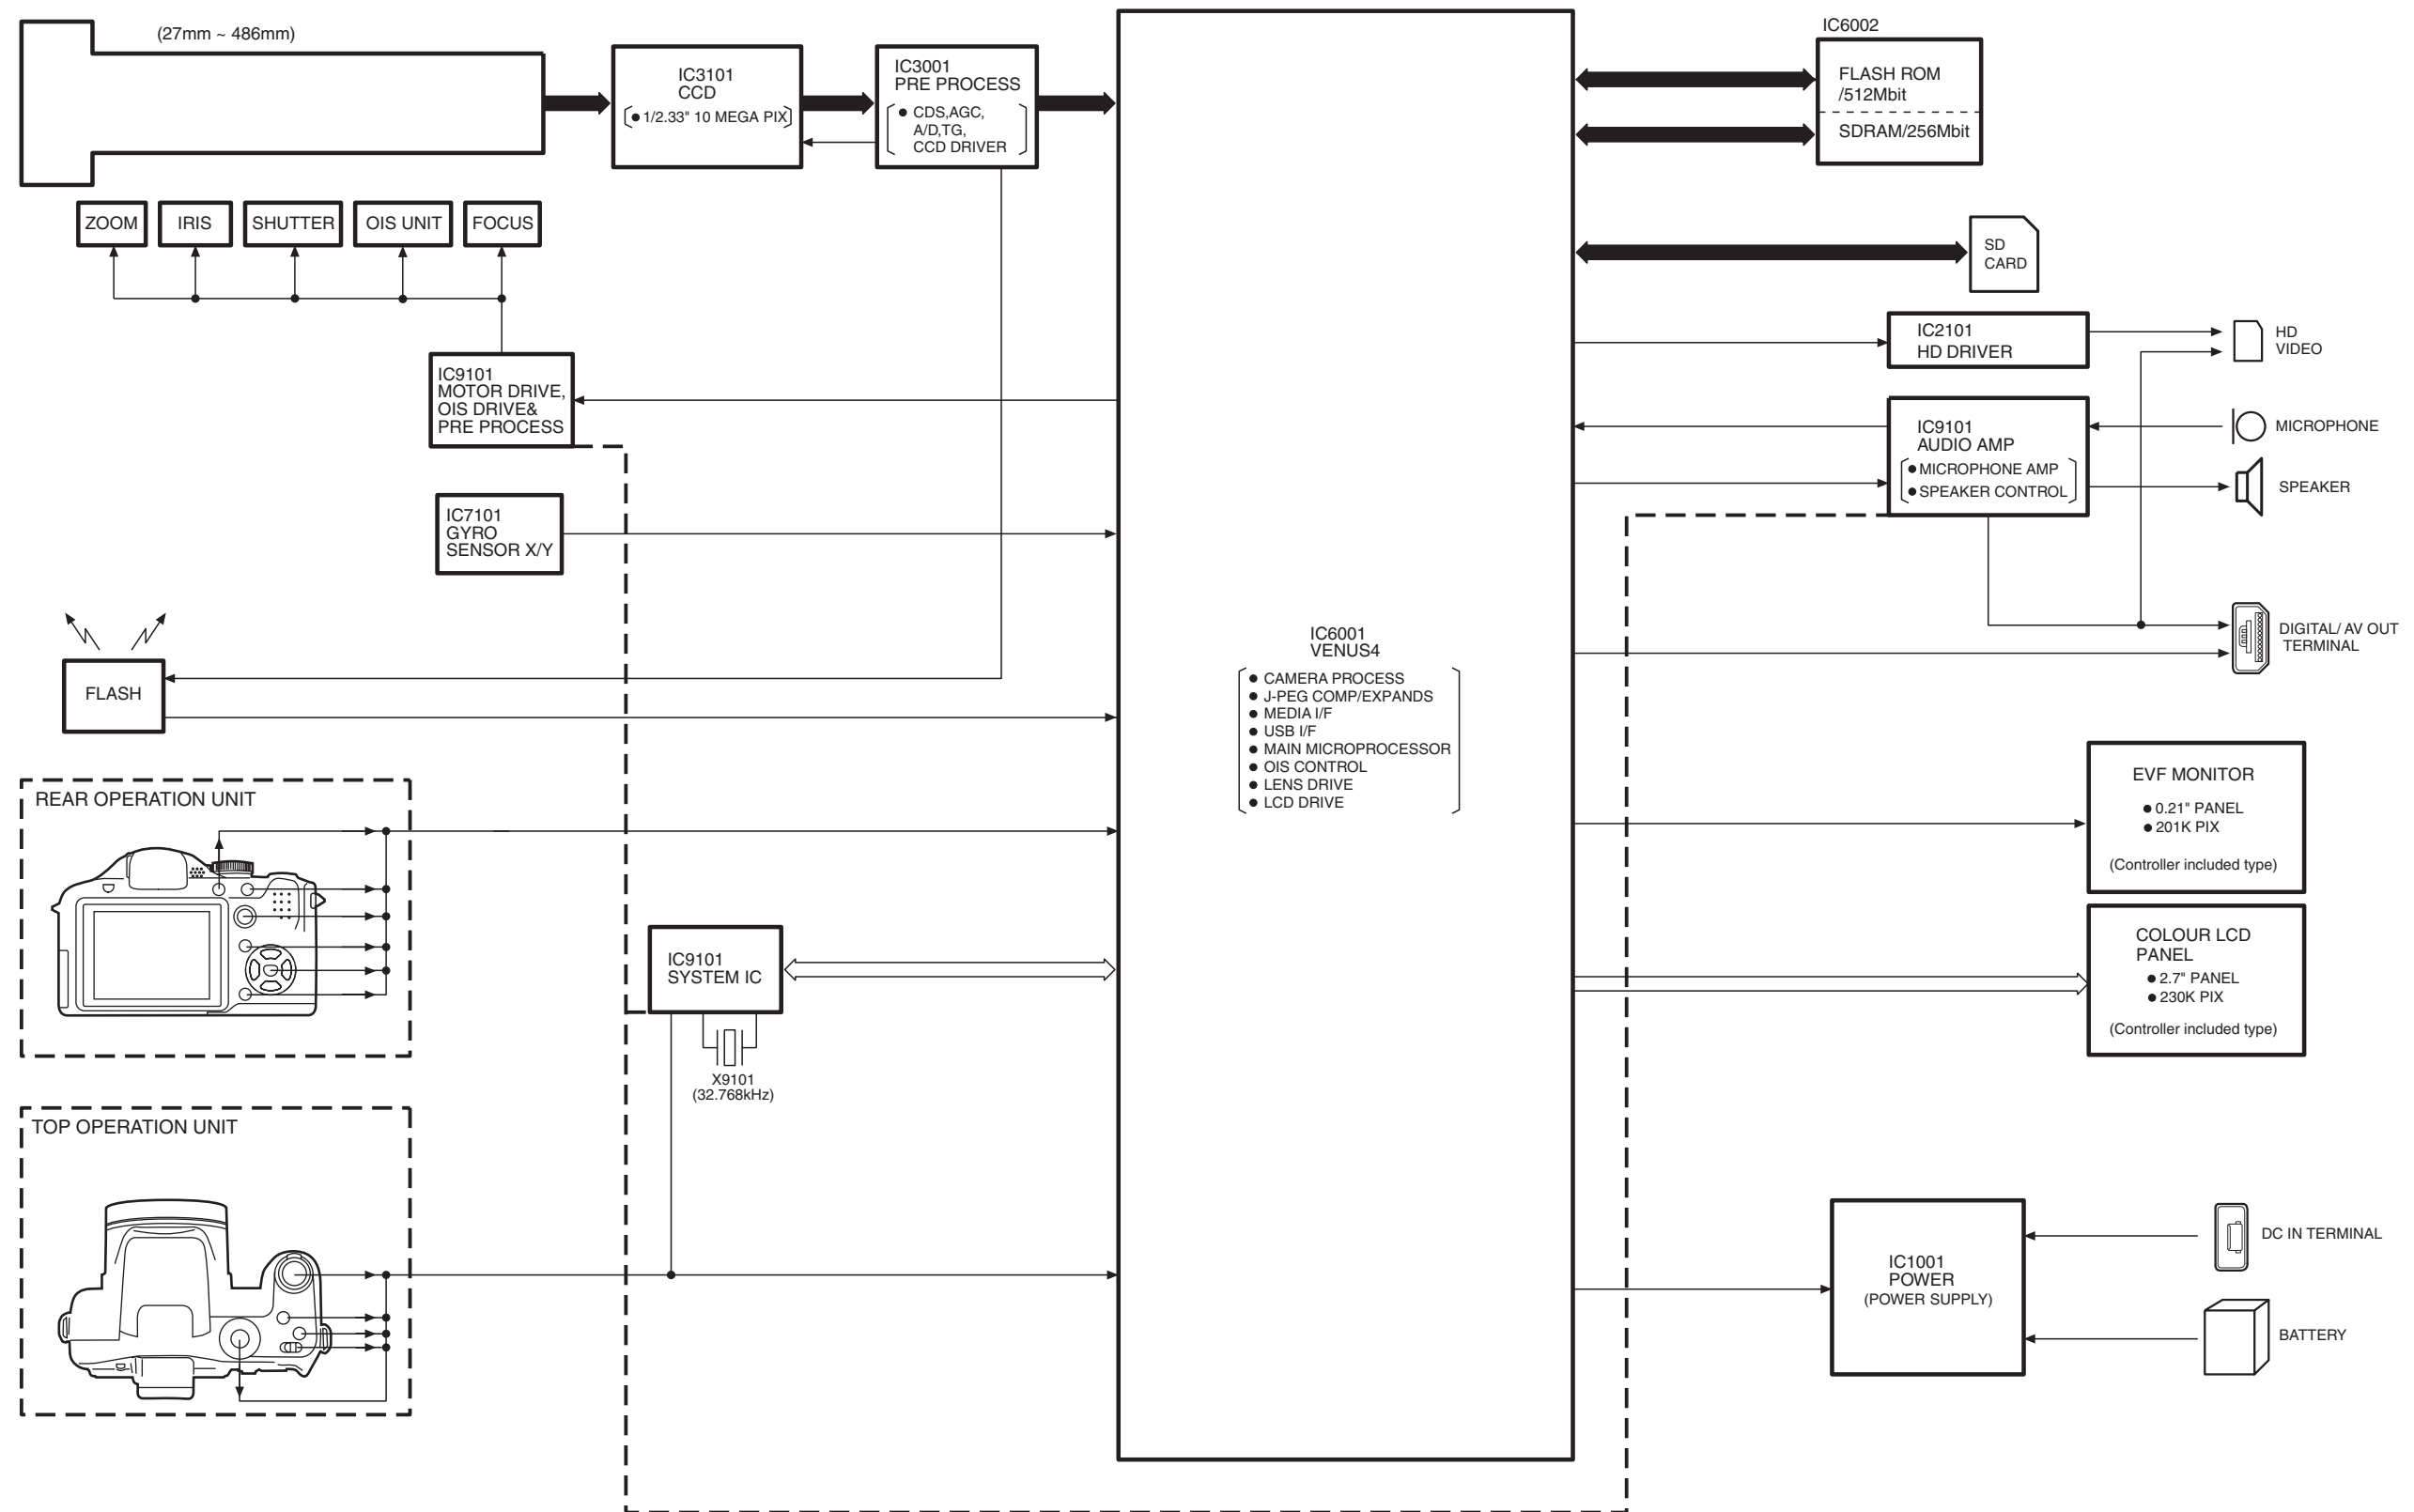 (27mm ~ 486mm)
IC3101
CCD
● 1/2.33" 10 MEGA PIX
IC3001
PRE PROCESS
● CDS,AGC,
A/D,TG,
CCD DRIVER
IC6002
FLASH ROM
/512Mbit
SDRAM/256Mbit
ZOOM
IRIS
SHUTTER
OIS UNIT
FOCUS
SD
CARD
IC9101
MOTOR DRIVE,
OIS DRIVE&
PRE PROCESS
IC2101
HD DRIVER
HD
VIDEO
IC9101
AUDIO AMP
● MICROPHONE AMP
● SPEAKER CONTROL
MICROPHONE
SPEAKER
IC7101
GYRO
SENSOR X/Y
DIGITAL/ AV OUT
TERMINAL
FLASH
IC6001
VENUS4
● CAMERA PROCESS
● J-PEG COMP/EXPANDS
● MEDIA I/F
● USB I/F
● MAIN MICROPROCESSOR
● OIS CONTROL
● LENS DRIVE
● LCD DRIVE
EVF MONITOR
● 0.21" PANEL
● 201K PIX
(Controller included type)
REAR OPERATION UNIT
IC9101
SYSTEM IC
X9101
(32.768kHz)
COLOUR LCD
PANEL
● 2.7" PANEL
● 230K PIX
(Controller included type)
TOP OPERATION UNIT
IC1001
POWER
(POWER SUPPLY)
DC IN TERMINAL
BATTERY